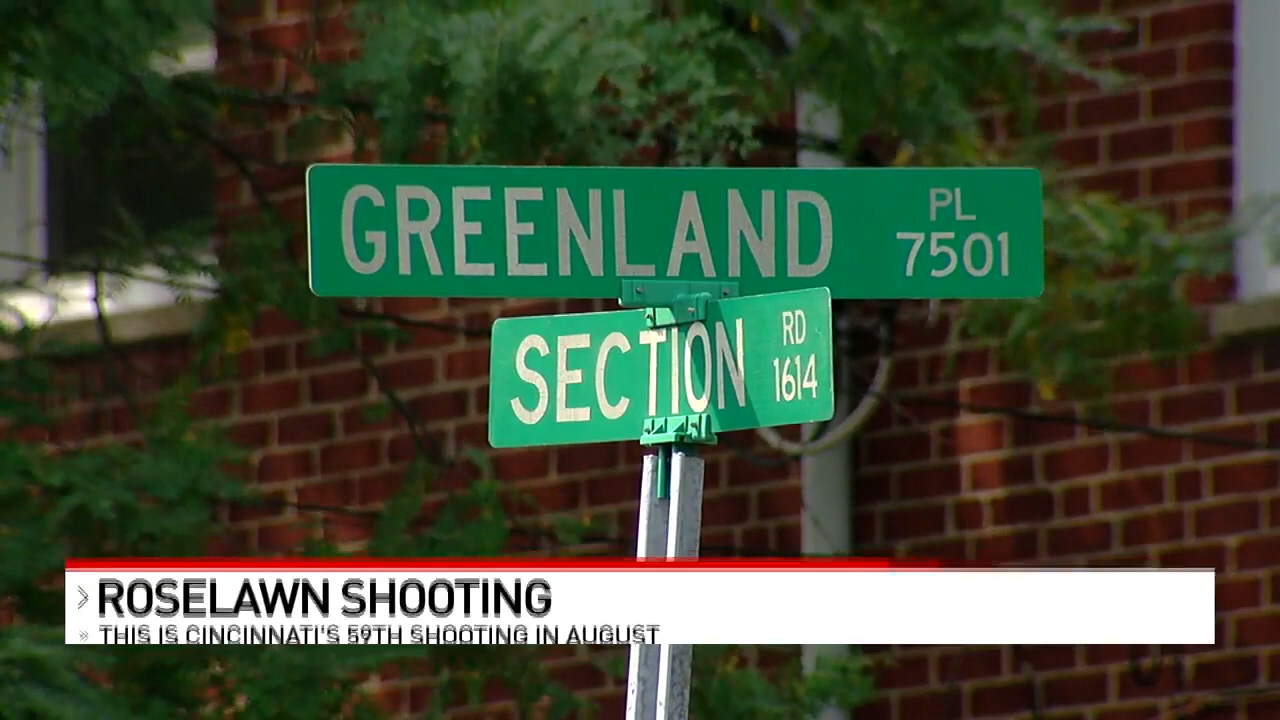 GREENLAND PL 7501
SECTION RD 1614
ROSELAWN SHOOTING
THIS IS CINCINNATI'S 59TH SHOOTING IN AUGUST